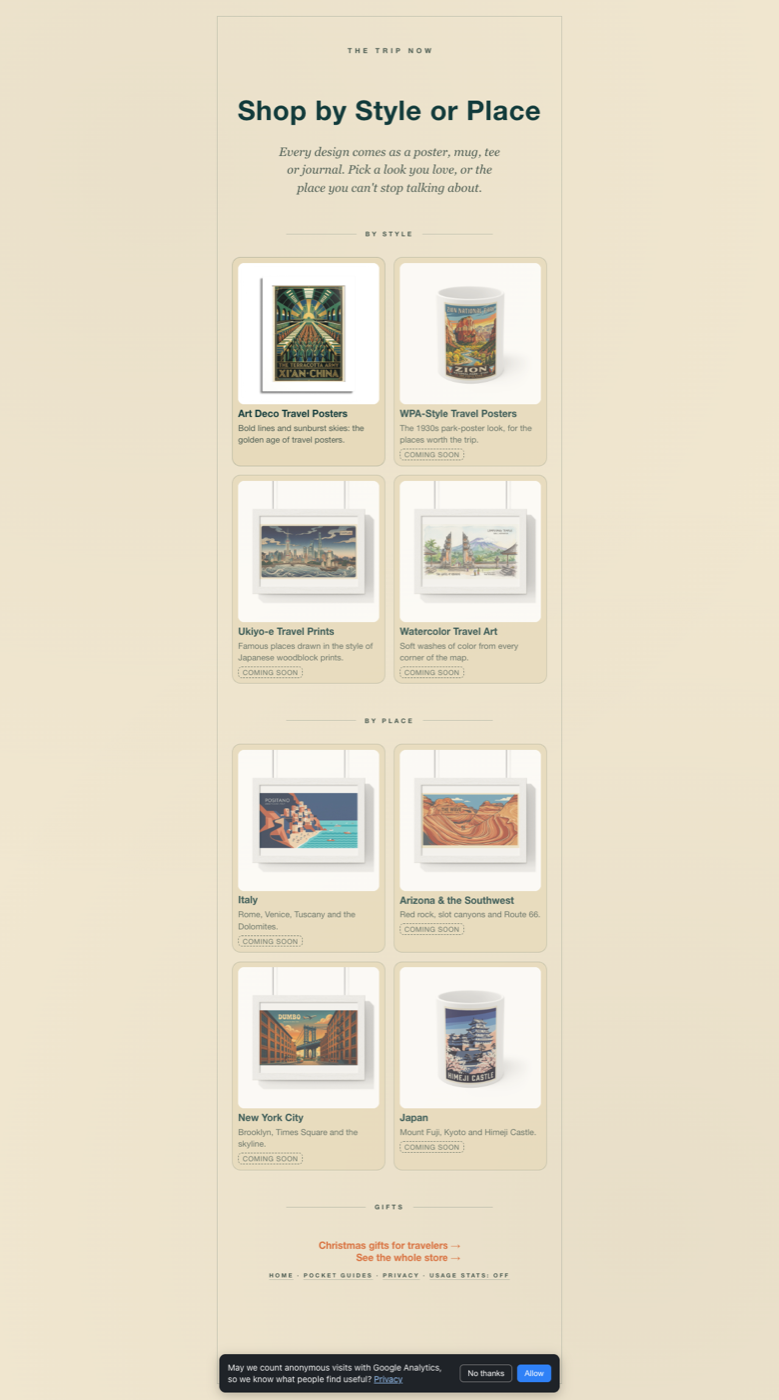 THE TRIP NOW
Shop by Style or Place
Every design comes as a poster, mug, tee
or journal. Pick a look you love, or the
place you can't stop talking about.
BY STYLE
THE TERRACOTTA ARMY
XI'AN·CHINA
ZION
Art Deco Travel Posters
Bold lines and sunburst skies: the
golden age of travel posters.
WPA-Style Travel Posters
The 1930s park-poster look, for the
places worth the trip.
COMING SOON
Ukiyo-e Travel Prints
Famous places drawn in the style of
Japanese woodblock prints.
COMING SOON
Watercolor Travel Art
Soft washes of color from every
corner of the map.
COMING SOON
BY PLACE
POSITANO
Italy
Rome, Venice, Tuscany and the
Dolomites.
COMING SOON
Arizona & the Southwest
Red rock, slot canyons and Route 66.
COMING SOON
DUMBO
HIMEJI CASTLE
New York City
Brooklyn, Times Square and the
skyline.
COMING SOON
Japan
Mount Fuji, Kyoto and Himeji Castle.
COMING SOON
GIFTS
Christmas gifts for travelers →
See the whole store →
HOME · POCKET GUIDES · PRIVACY · USAGE STATS: OFF
May we count anonymous visits with Google Analytics,
so we know what people find useful? Privacy
No thanks
Allow